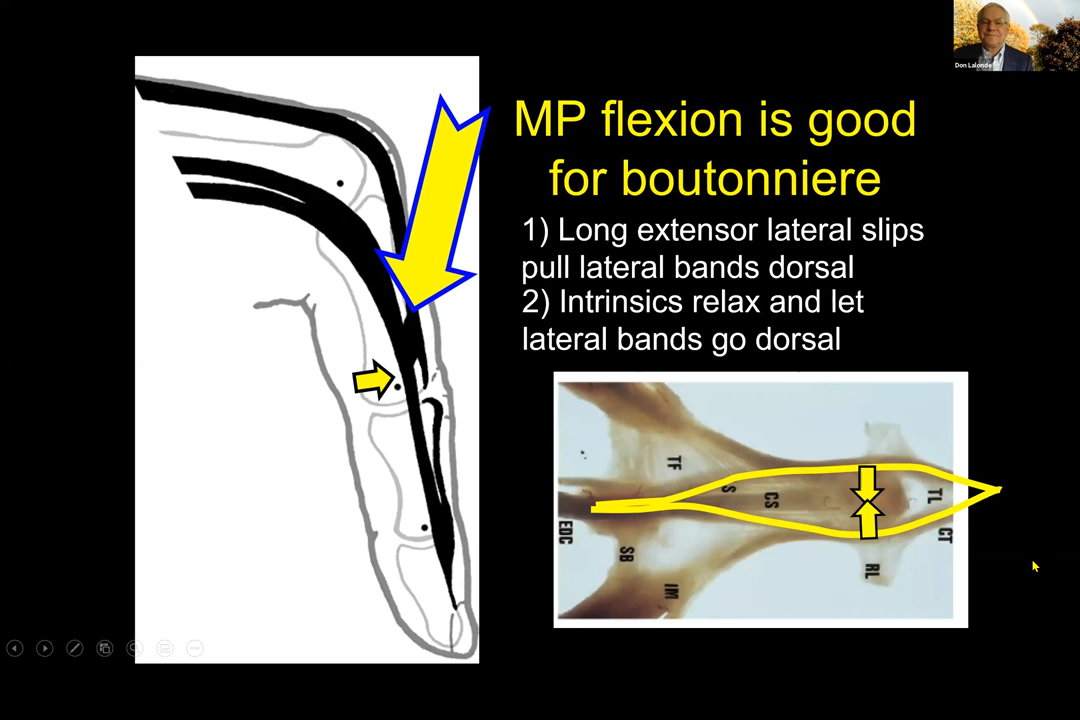 Don Lalonde
MP flexion is good
for boutonniere
1) Long extensor lateral slips
pull lateral bands dorsal
2) Intrinsics relax and let
lateral bands go dorsal
TF
S
CS
TL
EDC
SB
IM
RL
CT